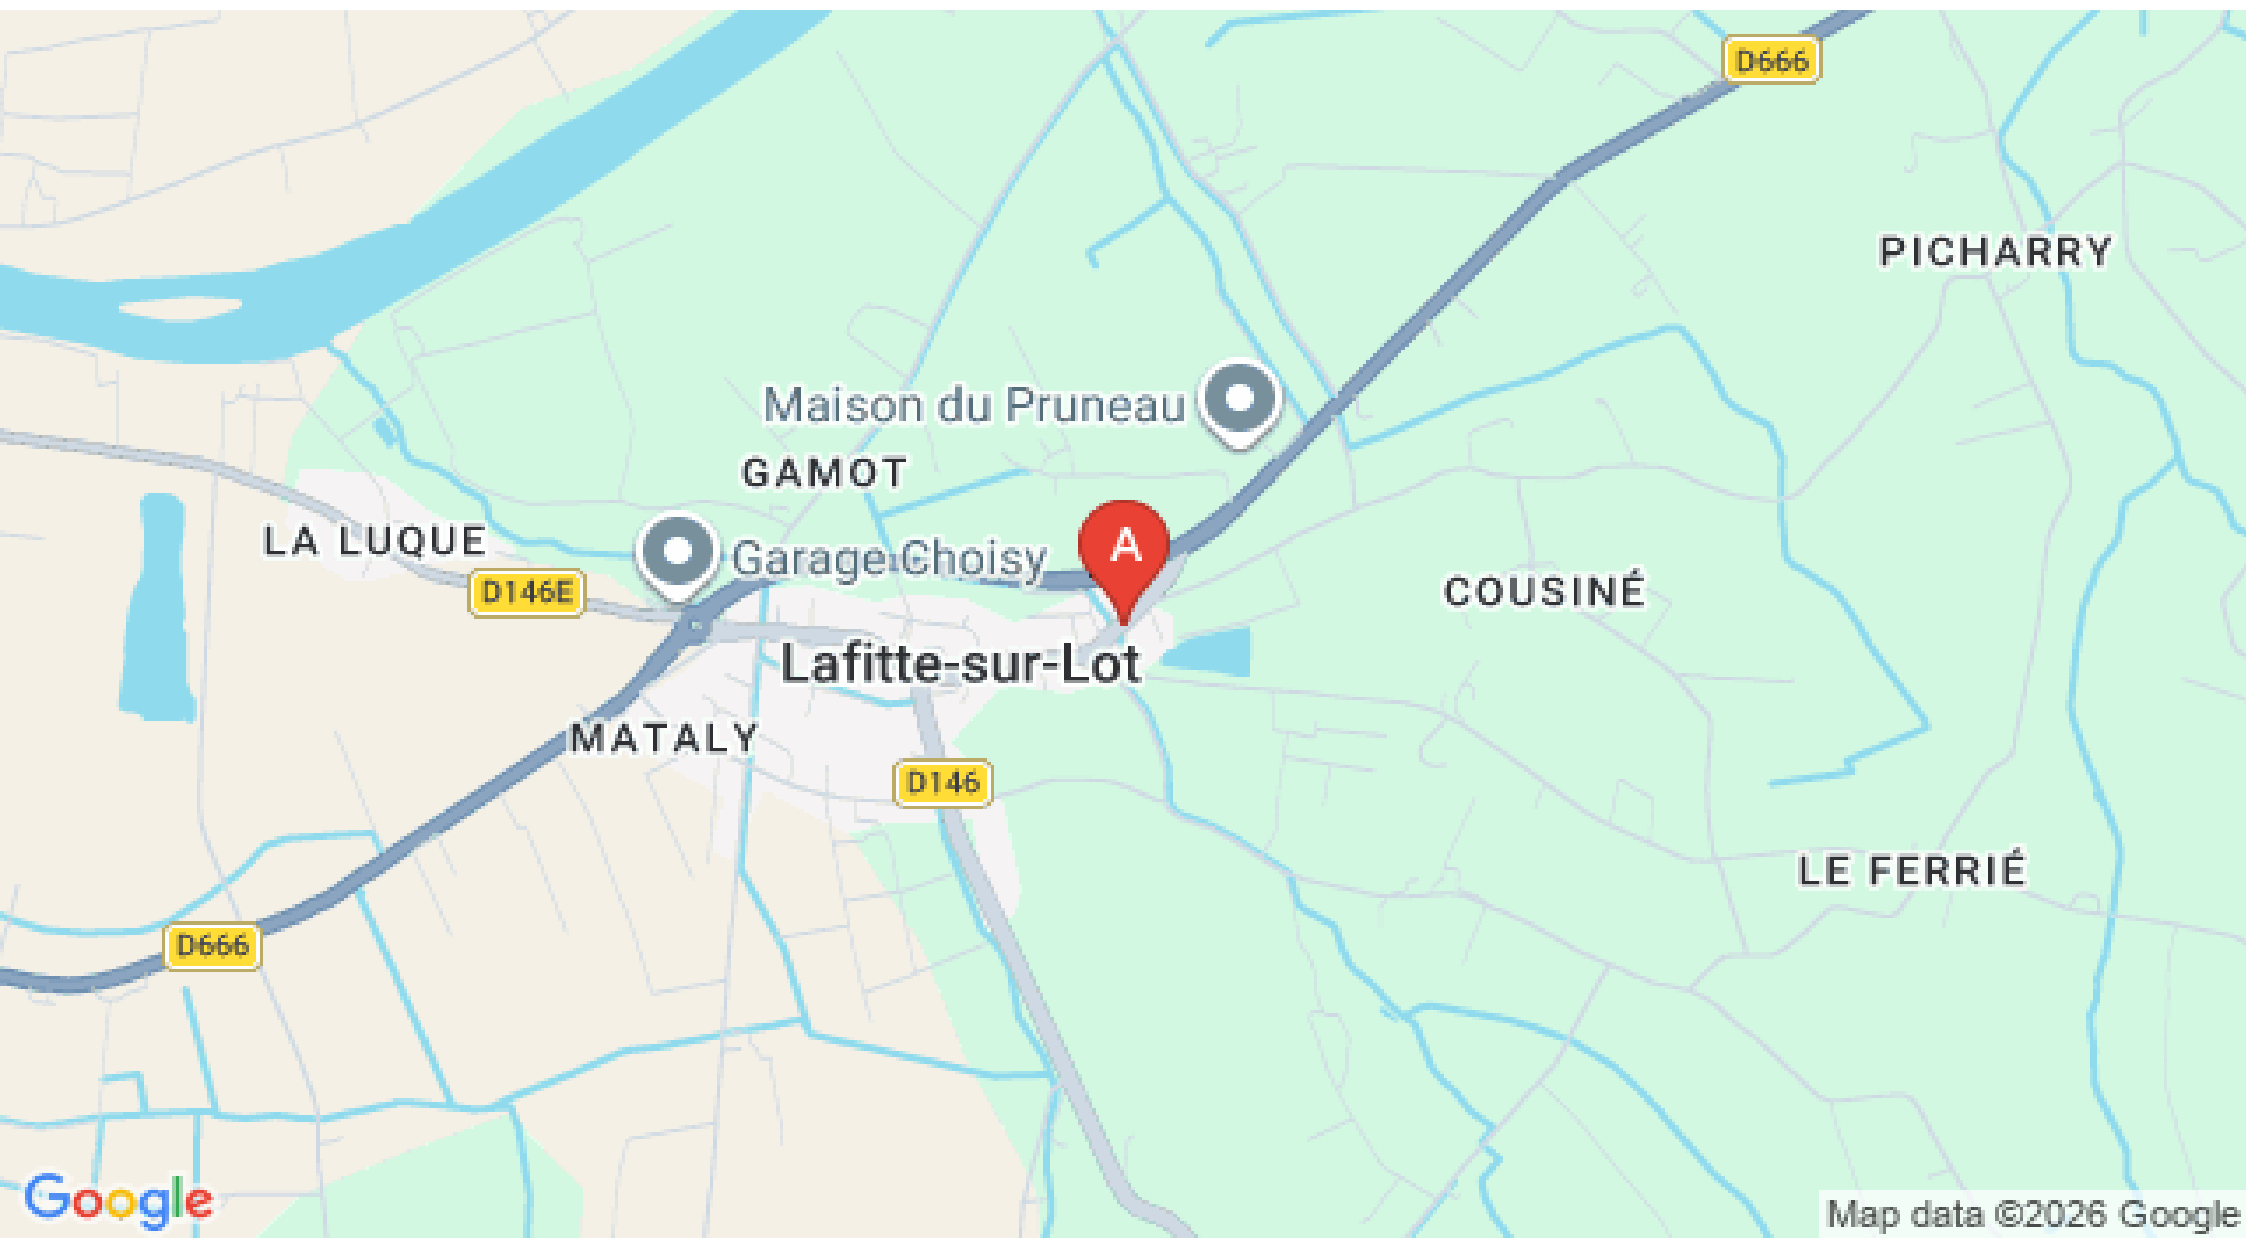 D666
PICHARRY
Maison du Pruneau
GAMOT
LA LUQUE
A
Garage Choisy
D146E
COUSINÉ
Lafitte-sur-Lot
MATALY
D146
LE FERRIÉ
D666
Google
Map data ©2026 Google